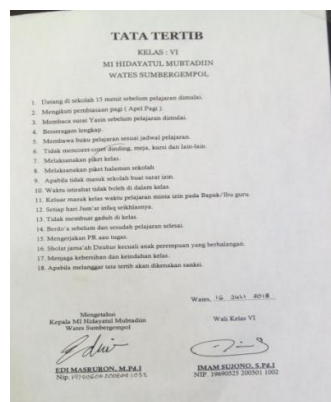 TATA TERTIB
KELAS : VI
MI HIDAYATUL MUBTADIIN
WATES SUMBERGEMPOL
1. Datang di sekolah 15 menit sebelum pelajaran dimulai.
2. Mengikuti pembiasaan pagi ( Apel Pagi ).
3. Membaca surat Yasin sebelum pelajaran dimulai.
4. Berseragam lengkap.
5. Membawa buku pelajaran sesuai jadwal pelajaran.
6. Tidak mencoret-coret dinding, meja, kursi dan lain-lain.
7. Melaksanakan piket kelas.
8. Melaksanakan piket halaman sekolah.
9. Apabila tidak masuk sekolah buat surat izin.
10. Waktu istirahat tidak boleh di dalam kelas.
11. Keluar masuk kelas waktu pelajaran minta izin pada Bapak/Ibu guru.
12. Setiap hari Jum'at infaq seikhlasnya.
13. Tidak membuat gaduh di kelas.
14. Berdo'a sebelum dan sesudah pelajaran selesai.
15. Mengerjakan PR atau tugas.
16. Sholat jama'ah Dzuhur kecuali anak perempuan yang berhalangan.
17. Menjaga kebersihan dan keindahan kelas.
18. Apabila melanggar tata tertib akan dikenakan sanksi.
Wates, 16 Juli 2018
Mengetahui
Kepala MI Hidayatul Mubtadiin
Wates Sumbergempol
Wali Kelas VI
EDI MASRURON, M.Pd.I
Nip.
IMAM SUJONO, S.Pd.I
NIP. 19690525 200501 1002